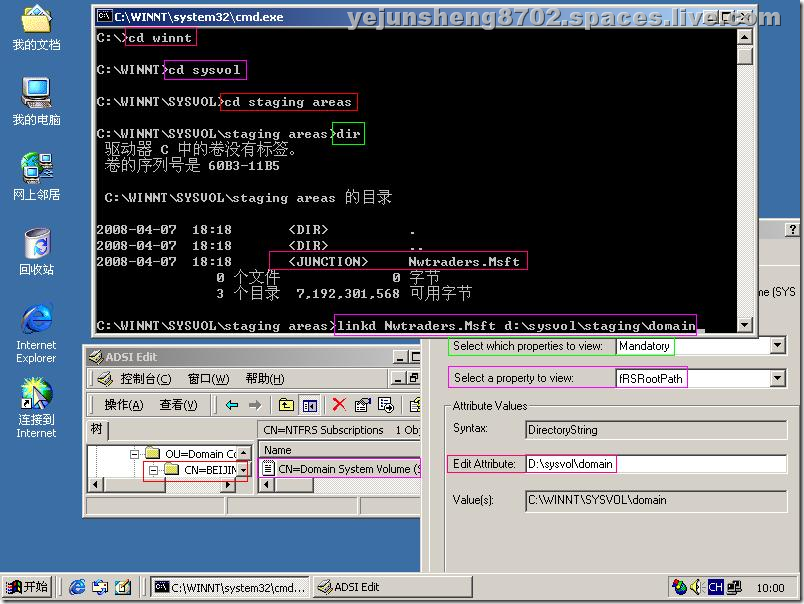 yejunsheng8702.spaces.live.com
C:\WINNT\system32\cmd.exe
C:\>cd winnt
C:\WINNT>cd sysvol
C:\WINNT\SYSVOL>cd staging areas
C:\WINNT\SYSVOL\staging areas>dir
驱动器 C 中的卷没有标签。
卷的序列号是 60B3-11B5
C:\WINNT\SYSVOL\staging areas 的目录
2008-04-07 18:18 <DIR> .
2008-04-07 18:18 <DIR> ..
2008-04-07 18:18 <JUNCTION> Nwtraders.Msft
0 个文件 0 字节
3 个目录 7,192,301,568 可用字节
C:\WINNT\SYSVOL\staging areas>linkd Nwtraders.Msft d:\sysvol\staging\domain
我的文档
我的电脑
网上邻居
回收站
Internet
Explorer
连接到
Internet
me (SYS
Select which properties to view: Mandatory
Select a property to view: fRSRootPath
Attribute Values
Syntax: DirectoryString
Edit Attribute: D:\sysvol\domain
Value(s): C:\WINNT\SYSVOL\domain
ADSI Edit
控制台(C) 窗口(W) 帮助(H)
操作(A) 查看(V)
树
OU=Domain Co
CN=BEIJIN
CN=NTFRS Subscriptions 1 Obj
Name
CN=Domain System Volume (S
开始
C:\WINNT\system32\cmd...
ADSI Edit
CH
10:00